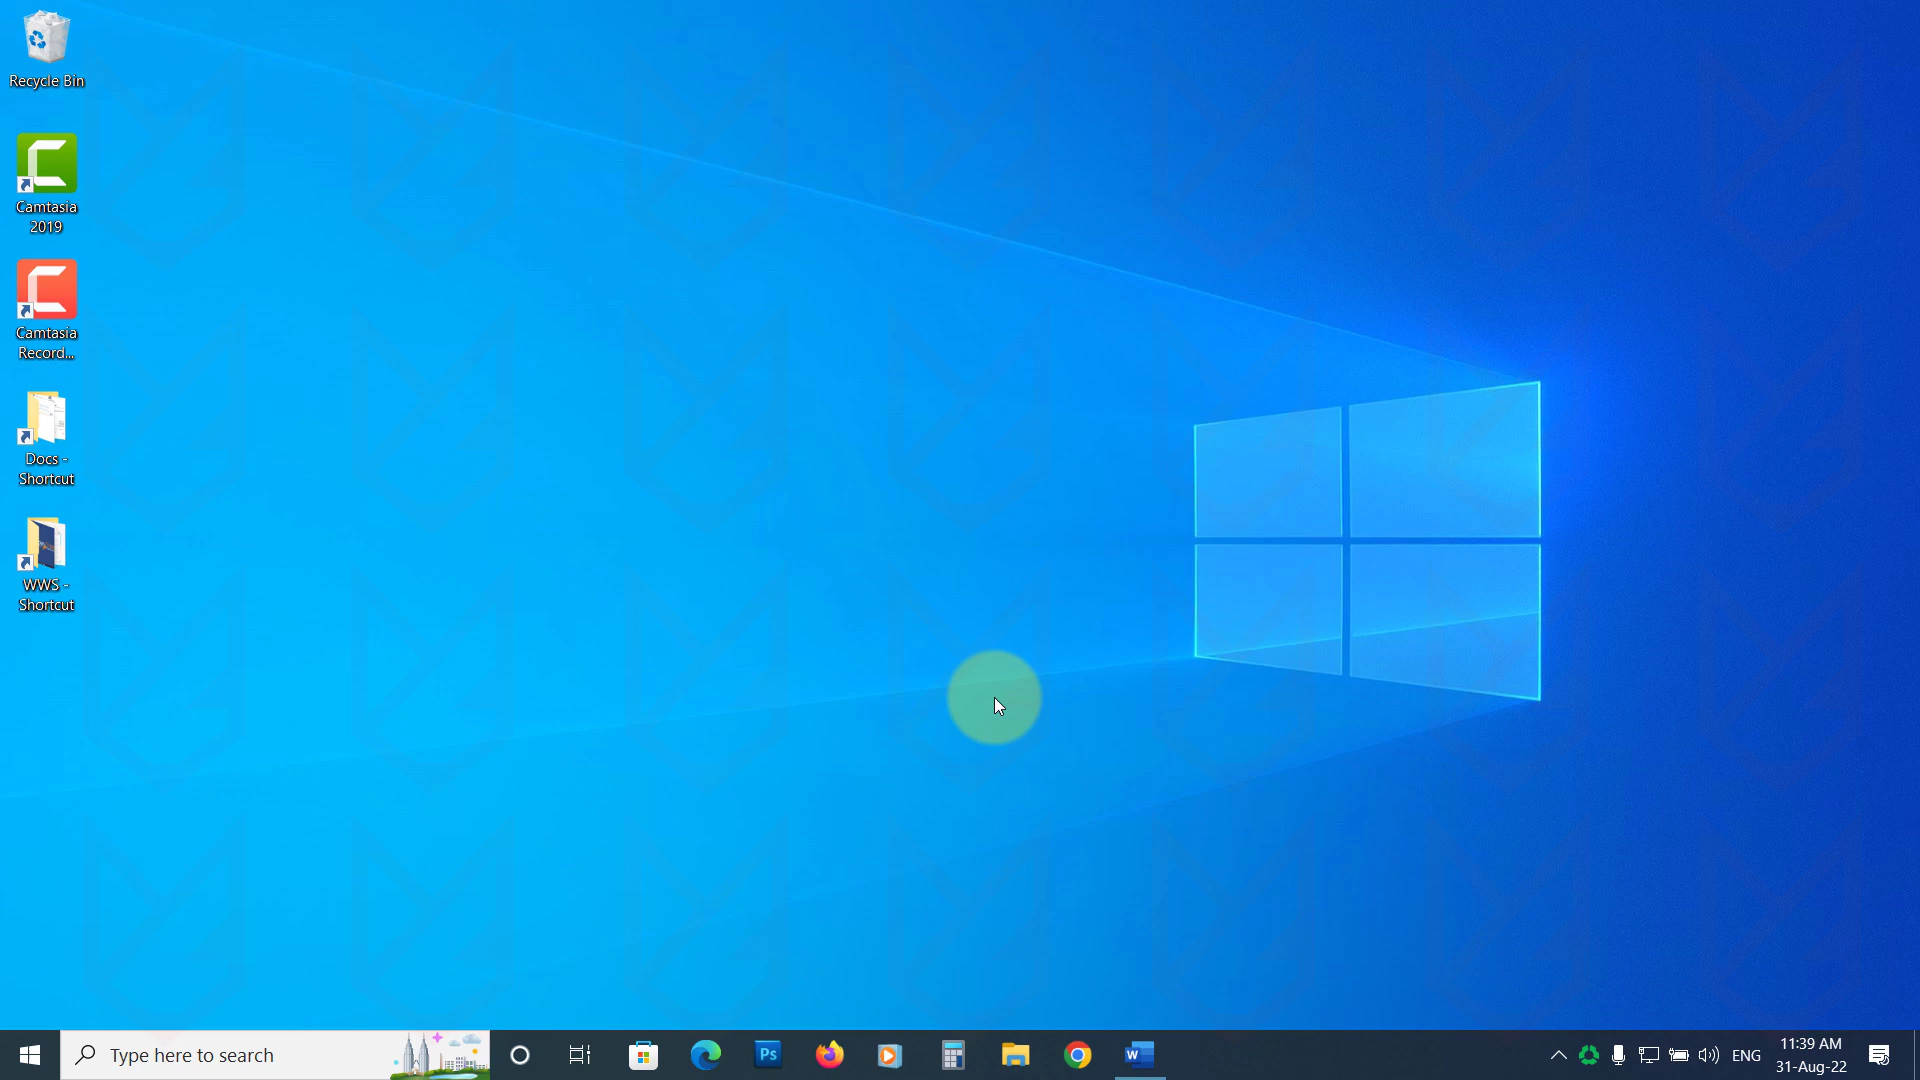 Recycle Bin
Camtasia
2019
Camtasia
Record...
Docs -
Shortcut
WWS -
Shortcut
Type here to search
Ps
W
ENG
11:39 AM
31-Aug-22